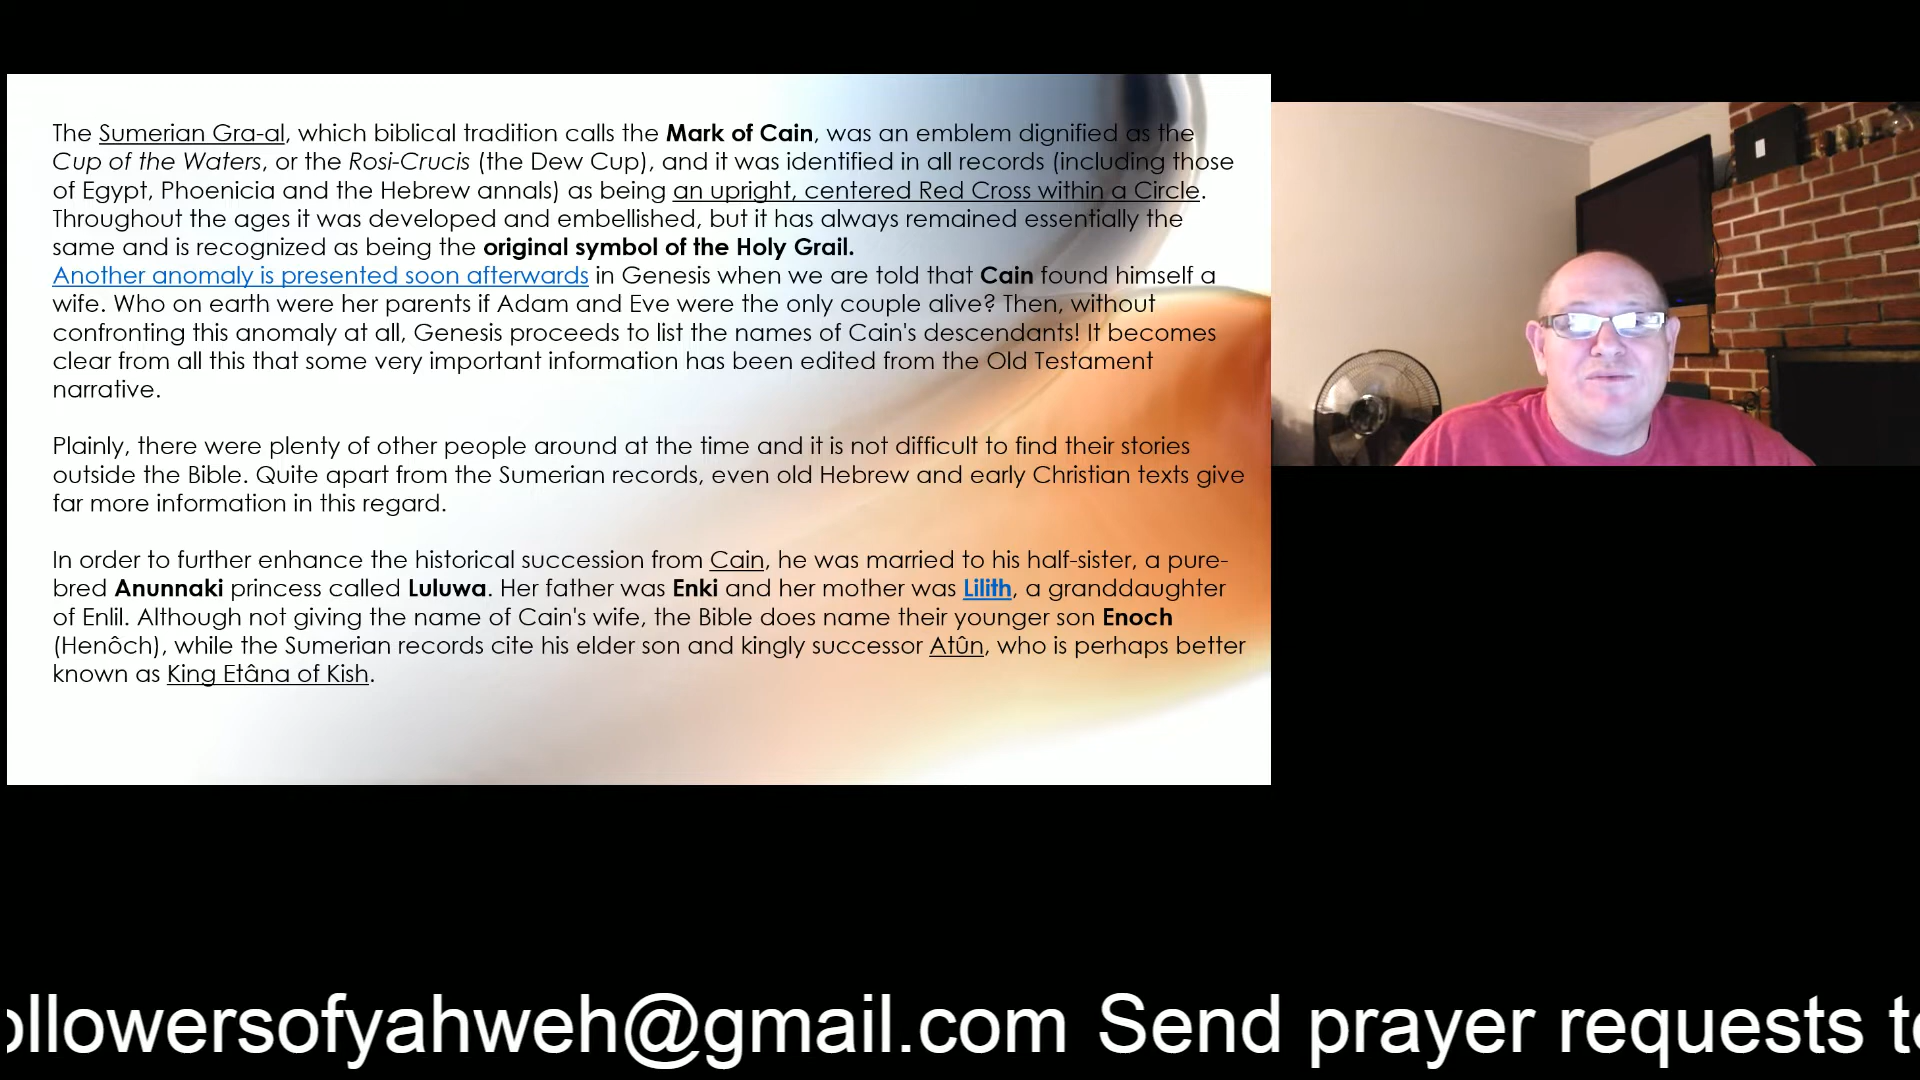 The Sumerian Gra-al, which biblical tradition calls the Mark of Cain, was an emblem dignified as the
Cup of the Waters, or the Rosi-Crucis (the Dew Cup), and it was identified in all records (including those
of Egypt, Phoenicia and the Hebrew annals) as being an upright, centered Red Cross within a Circle.
Throughout the ages it was developed and embellished, but it has always remained essentially the
same and is recognized as being the original symbol of the Holy Grail.
Another anomaly is presented soon afterwards in Genesis when we are told that Cain found himself a
wife. Who on earth were her parents if Adam and Eve were the only couple alive? Then, without
confronting this anomaly at all, Genesis proceeds to list the names of Cain's descendants! It becomes
clear from all this that some very important information has been edited from the Old Testament
narrative.
Plainly, there were plenty of other people around at the time and it is not difficult to find their stories
outside the Bible. Quite apart from the Sumerian records, even old Hebrew and early Christian texts give
far more information in this regard.
In order to further enhance the historical succession from Cain, he was married to his half-sister, a pure-
bred Anunnaki princess called Luluwa. Her father was Enki and her mother was Lilith, a granddaughter
of Enlil. Although not giving the name of Cain's wife, the Bible does name their younger son Enoch
(Henôch), while the Sumerian records cite his elder son and kingly successor Atûn, who is perhaps better
known as King Etâna of Kish.
ollowersofyahweh@gmail.com Send prayer requests to